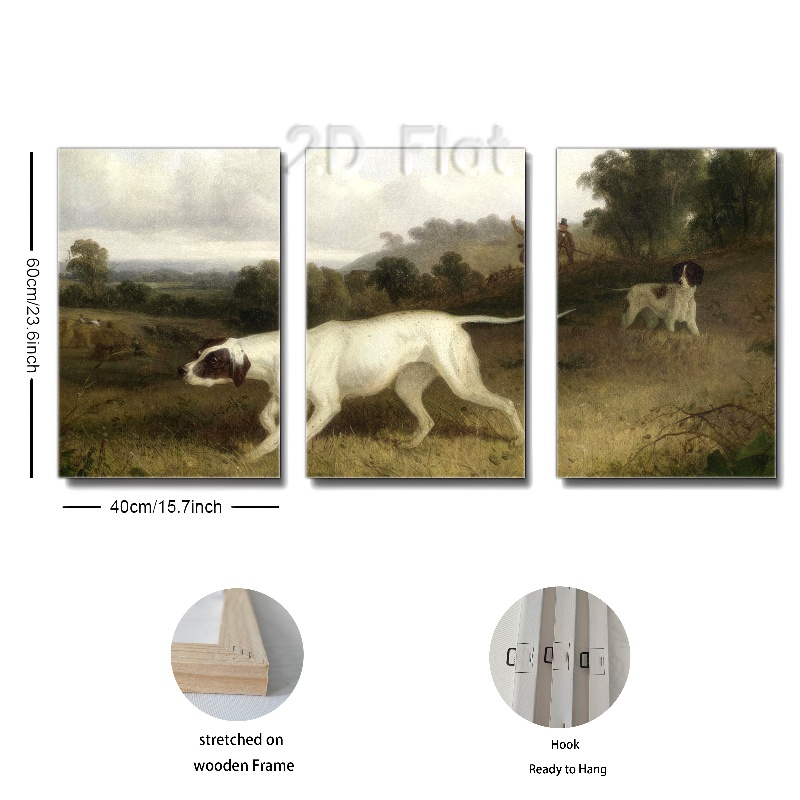 2D Flat
60cm/23.6inch
40cm/15.7inch
stretched on
wooden Frame
Hook
Ready to Hang